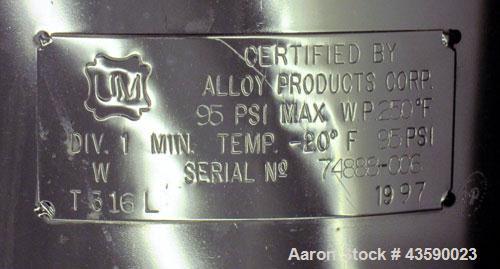 UM
CERTIFIED BY
ALLOY PRODUCTS CORP.
95 PSI MAX. W P 250°F
DIV. 1 MIN. TEMP. -20°F 95 PSI
W SERIAL Nº 74888-006
T 316 L 1997
Aaron Stock # 43590023